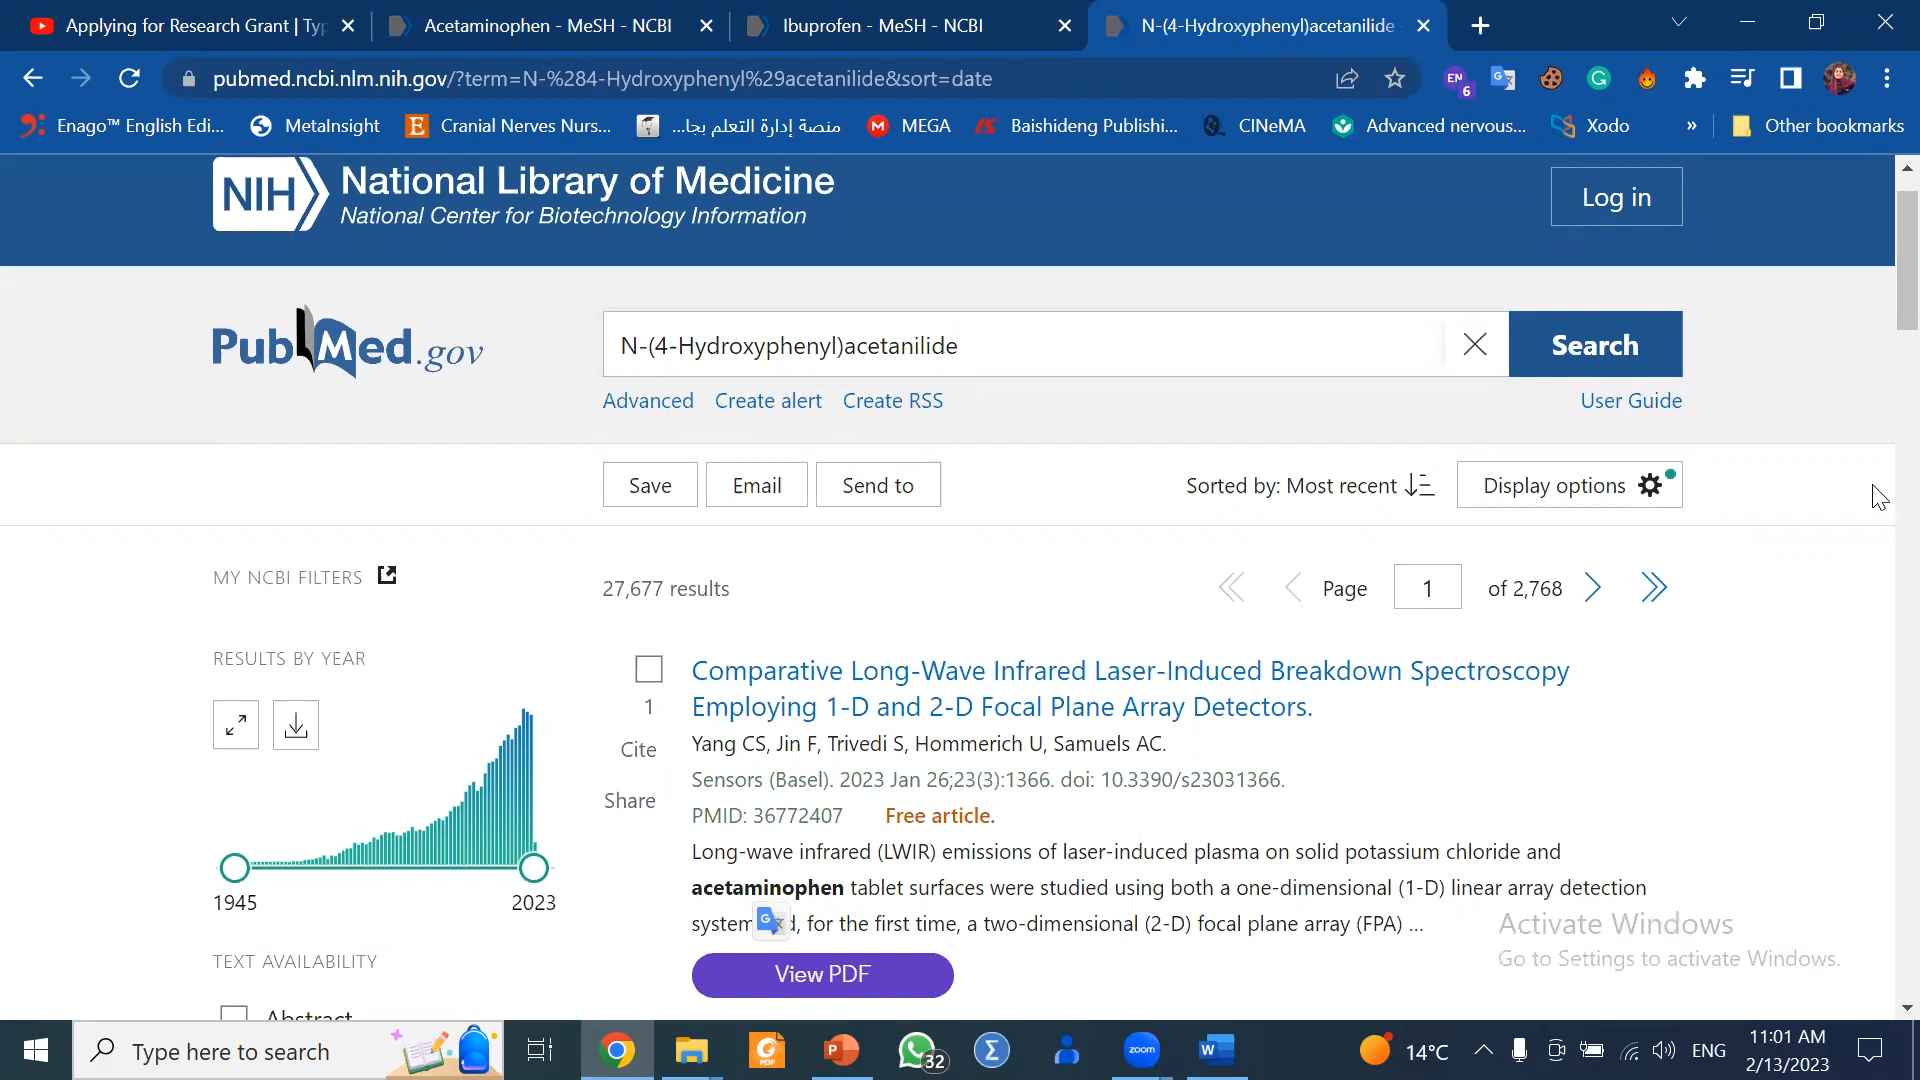 Applying for Research Grant | Typ
Acetaminophen - MeSH - NCBI
Ibuprofen - MeSH - NCBI
N-(4-Hydroxyphenyl)acetanilide -
pubmed.ncbi.nlm.nih.gov/?term=N-%284-Hydroxyphenyl%29acetanilide&sort=date
EN
6
Enago™ English Edi...
MetaInsight
Cranial Nerves Nurs...
منصة إدارة التعلم بجا...
MEGA
Baishideng Publishi...
CINeMA
Advanced nervous...
Xodo
»
Other bookmarks
NIH
National Library of Medicine
National Center for Biotechnology Information
Log in
PubMed.gov
N-(4-Hydroxyphenyl)acetanilide
Search
Advanced
Create alert
Create RSS
User Guide
Save
Email
Send to
Sorted by: Most recent
Display options
MY NCBI FILTERS
27,677 results
Page
1
of 2,768
RESULTS BY YEAR
1945
2023
TEXT AVAILABILITY
Abstract
1
Cite
Share
Comparative Long-Wave Infrared Laser-Induced Breakdown Spectroscopy
Employing 1-D and 2-D Focal Plane Array Detectors.
Yang CS, Jin F, Trivedi S, Hommerich U, Samuels AC.
Sensors (Basel). 2023 Jan 26;23(3):1366. doi: 10.3390/s23031366.
PMID: 36772407 Free article.
Long-wave infrared (LWIR) emissions of laser-induced plasma on solid potassium chloride and
acetaminophen tablet surfaces were studied using both a one-dimensional (1-D) linear array detection
system d, for the first time, a two-dimensional (2-D) focal plane array (FPA) ...
View PDF
Activate Windows
Go to Settings to activate Windows.
Type here to search
32
zoom
14°C
ENG
11:01 AM
2/13/2023